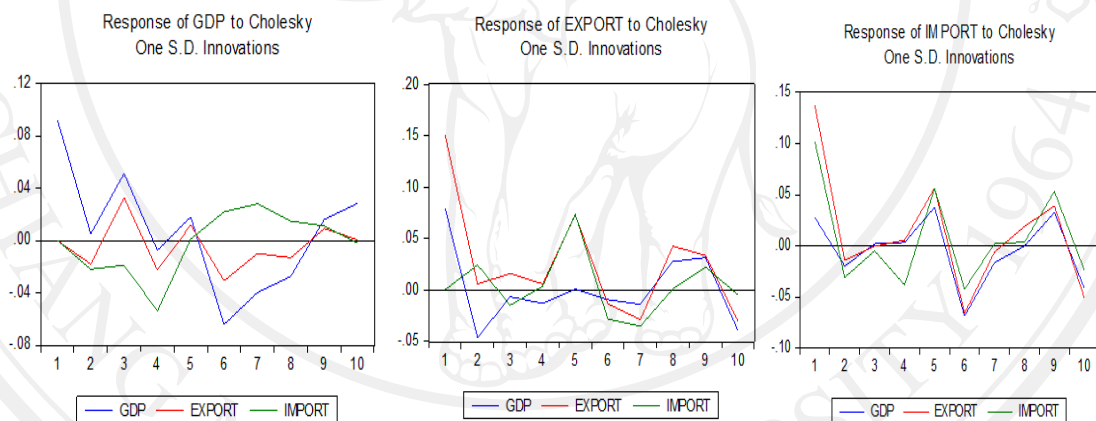 Response of GDP to Cholesky
One S.D. Innovations
.12
.08
.04
.00
-.04
-.08
1 2 3 4 5 6 7 8 9 10
GDP EXPORT IMPORT
Response of EXPORT to Cholesky
One S.D. Innovations
.20
.15
.10
.05
.00
-.05
1 2 3 4 5 6 7 8 9 10
GDP EXPORT IMPORT
Response of IMPORT to Cholesky
One S.D. Innovations
.15
.10
.05
.00
-.05
-.10
1 2 3 4 5 6 7 8 9 10
GDP EXPORT IMPORT
CHIANG
SITY 1964